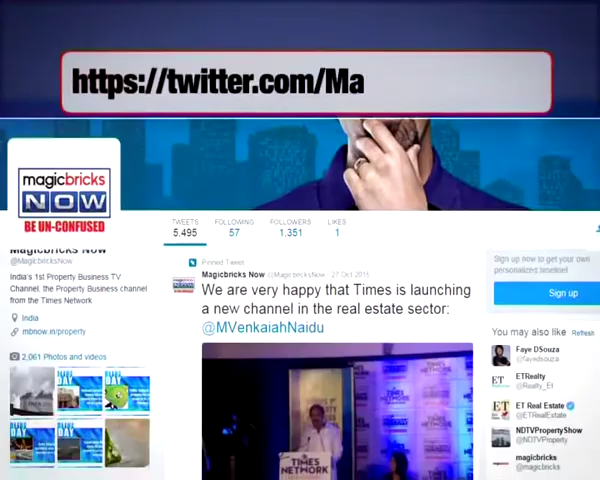 https://twitter.com/Ma
magicbricks
NOW
BE UN-CONFUSED
TWEETS FOLLOWING FOLLOWERS LIKES
5,495 57 1,351 1
Magicbricks Now
@MagicbricksNow
India's 1st Property Business TV
Channel, the Property Business channel
from the Times Network
India
mbnow.in/property
2,061 Photos and videos
Pinned Tweet
Magicbricks Now @MagicbricksNow 27 Oct 2015
We are very happy that Times is launching
a new channel in the real estate sector:
@MVenkaiahNaidu
TIMES
NETWORK
Sign up now to get your own
personalized timeline!
Sign up
You may also like Refresh
Faye DSouza
@fayedsouza
ET
ETRealty
@Realty_Et
ET
ET Real Estate
@ETRealEstate
NDTVPropertyShow
@NDTVProperty
magicbricks
@magicbricks